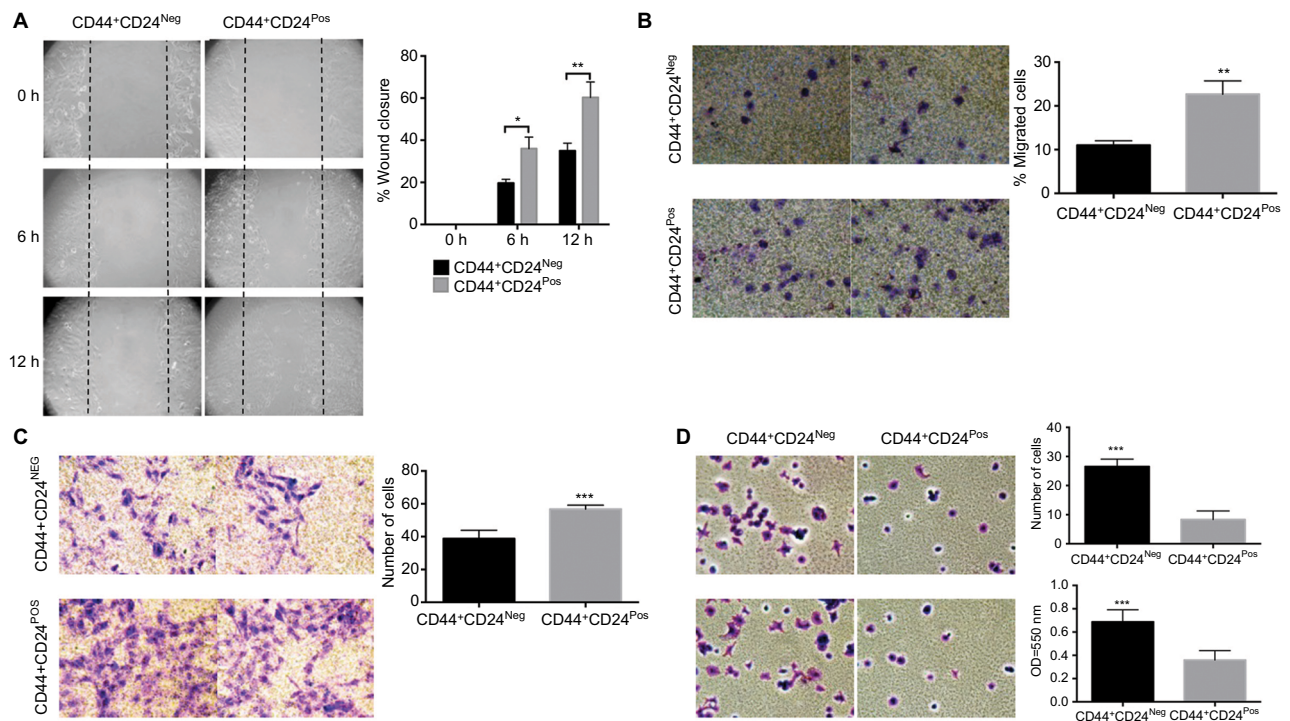 A
CD44⁺CD24ᴺᵉᵍ CD44⁺CD24ᴾᵒˢ
0 h
6 h
12 h
80
60
40
20
0
% Wound closure
*
**
0 h 6 h 12 h
CD44⁺CD24ᴺᵉᵍ
CD44⁺CD24ᴾᵒˢ
B
CD44⁺CD24ᴺᵉᵍ
CD44⁺CD24ᴾᵒˢ
30
20
10
0
% Migrated cells
**
CD44⁺CD24ᴺᵉᵍ CD44⁺CD24ᴾᵒˢ
C
CD44+CD24ᴺᴱᴳ
CD44+CD24ᴾᴼˢ
80
60
40
20
0
Number of cells
***
CD44⁺CD24ᴺᵉᵍ CD44⁺CD24ᴾᵒˢ
D
CD44⁺CD24ᴺᵉᵍ CD44⁺CD24ᴾᵒˢ
40
30
20
10
0
Number of cells
***
CD44⁺CD24ᴺᵉᵍ CD44⁺CD24ᴾᵒˢ
1.0
0.8
0.6
0.4
0.2
0.0
OD=550 nm
***
CD44⁺CD24ᴺᵉᵍ CD44⁺CD24ᴾᵒˢ